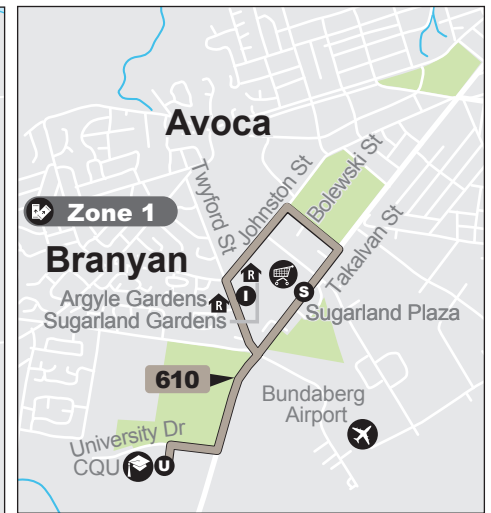 Avoca
Twyford St
Johnston St
Bolewski St
Takalvan St
Zone 1
Branyan
R
I
Argyle Gardens
R
S
Sugarland Gardens
Sugarland Plaza
610
Bundaberg
Airport
University Dr
CQU
U